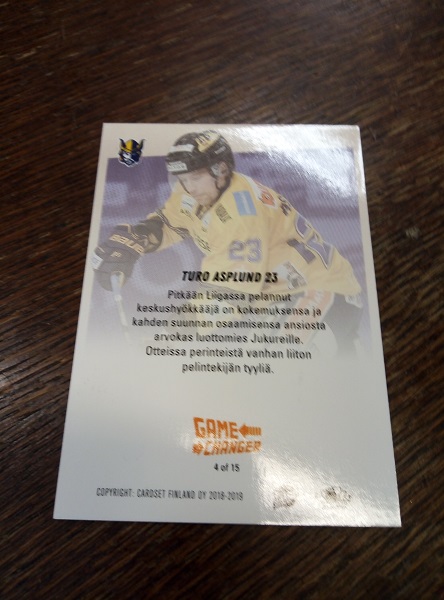 23
TURO ASPLUND 23
Pitkään Liigassa pelannut
keskushyökkääjä on kokemuksensa ja
kahden suunnan osaamisensa ansiosta
arvokas luottomies Jukureille.
Otteissa perinteistä vanhan liiton
pelintekijän tyyliä.
GAME
CHANGER
4 of 15
COPYRIGHT: CARDSET FINLAND OY 2018-2019